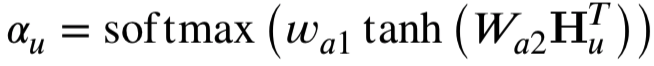 α_u = softmax (w_{a1} tanh (W_{a2} H_u^T))